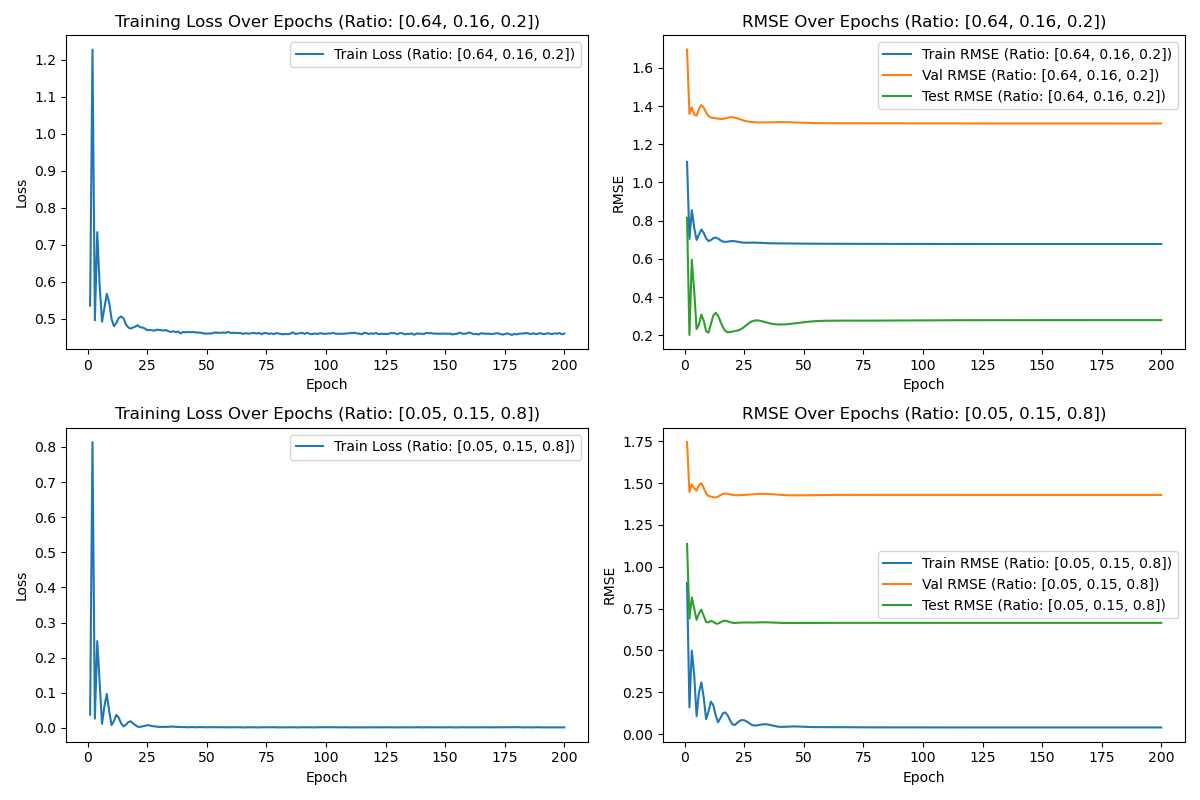 Training Loss Over Epochs (Ratio: [0.64, 0.16, 0.2])
Train Loss (Ratio: [0.64, 0.16, 0.2])
1.2
1.1
1.0
0.9
0.8
0.7
0.6
0.5
Loss
0 25 50 75 100 125 150 175 200
Epoch
RMSE Over Epochs (Ratio: [0.64, 0.16, 0.2])
Train RMSE (Ratio: [0.64, 0.16, 0.2])
Val RMSE (Ratio: [0.64, 0.16, 0.2])
Test RMSE (Ratio: [0.64, 0.16, 0.2])
1.6
1.4
1.2
1.0
0.8
0.6
0.4
0.2
RMSE
0 25 50 75 100 125 150 175 200
Epoch
Training Loss Over Epochs (Ratio: [0.05, 0.15, 0.8])
Train Loss (Ratio: [0.05, 0.15, 0.8])
0.8
0.7
0.6
0.5
0.4
0.3
0.2
0.1
0.0
Loss
0 25 50 75 100 125 150 175 200
Epoch
RMSE Over Epochs (Ratio: [0.05, 0.15, 0.8])
Train RMSE (Ratio: [0.05, 0.15, 0.8])
Val RMSE (Ratio: [0.05, 0.15, 0.8])
Test RMSE (Ratio: [0.05, 0.15, 0.8])
1.75
1.50
1.25
1.00
0.75
0.50
0.25
0.00
RMSE
0 25 50 75 100 125 150 175 200
Epoch